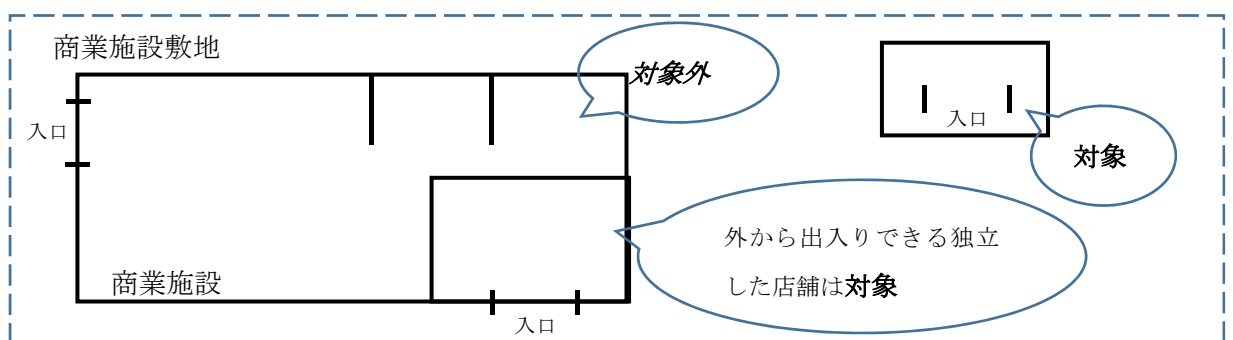 商業施設敷地
対象外
入口
入口
対象
外から出入りできる独立
した店舗は対象
商業施設
入口